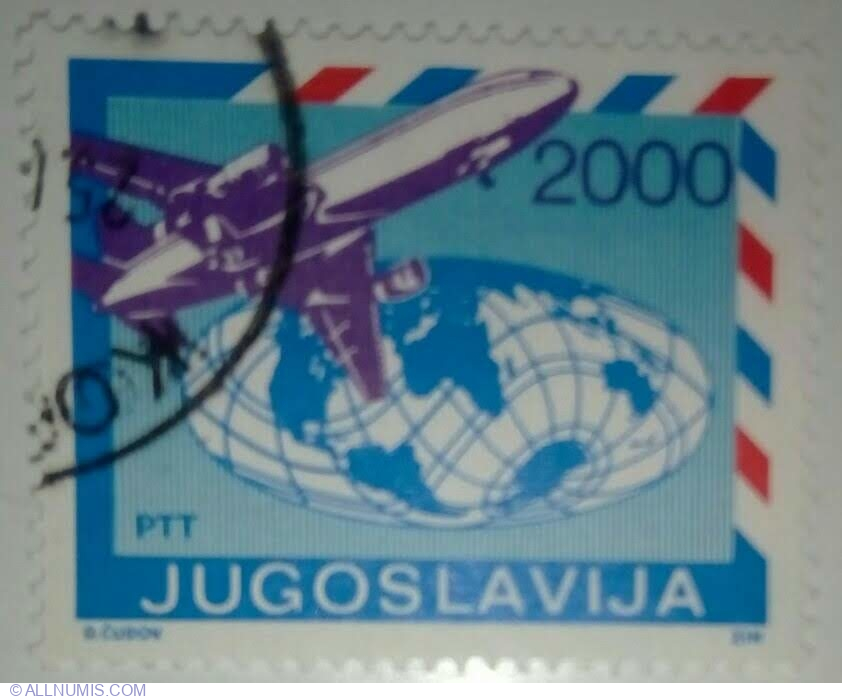 2000
PTT
JUGOSLAVIJA
D.ČUDOV ZIN
© ALLNUMIS.COM